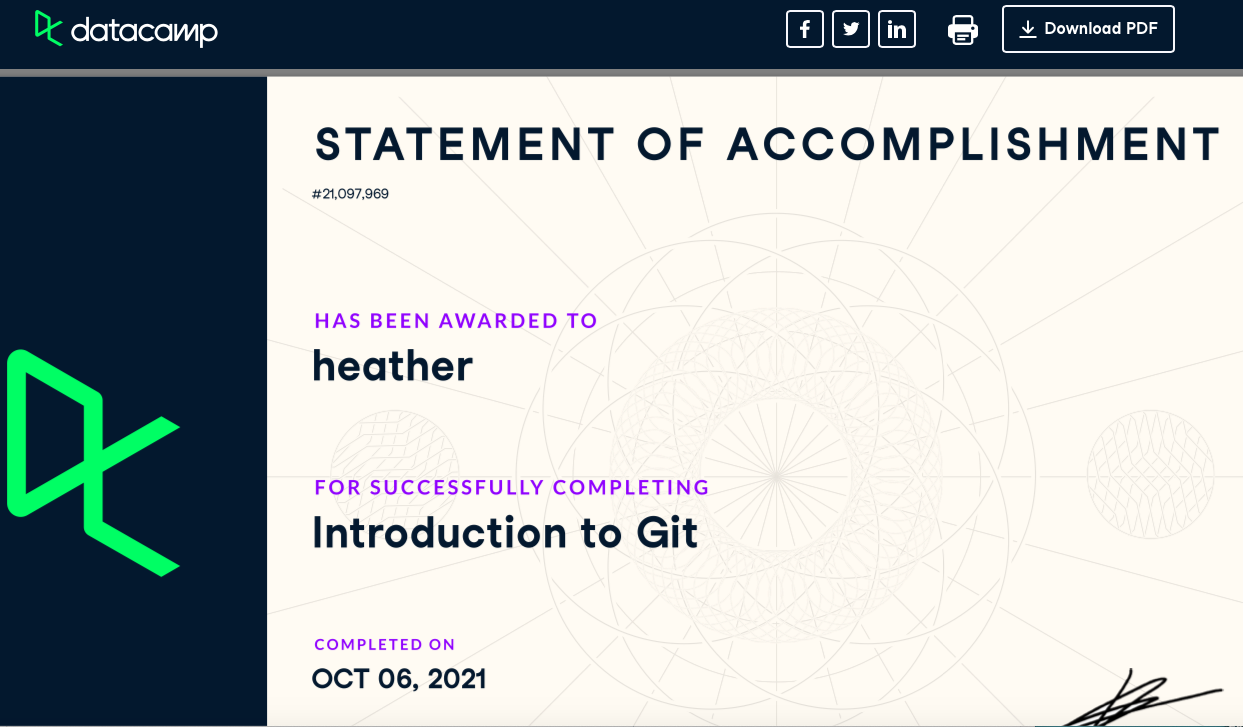 datacamp
Download PDF
STATEMENT OF ACCOMPLISHMENT
#21,097,969
HAS BEEN AWARDED TO
heather
FOR SUCCESSFULLY COMPLETING
Introduction to Git
COMPLETED ON
OCT 06, 2021